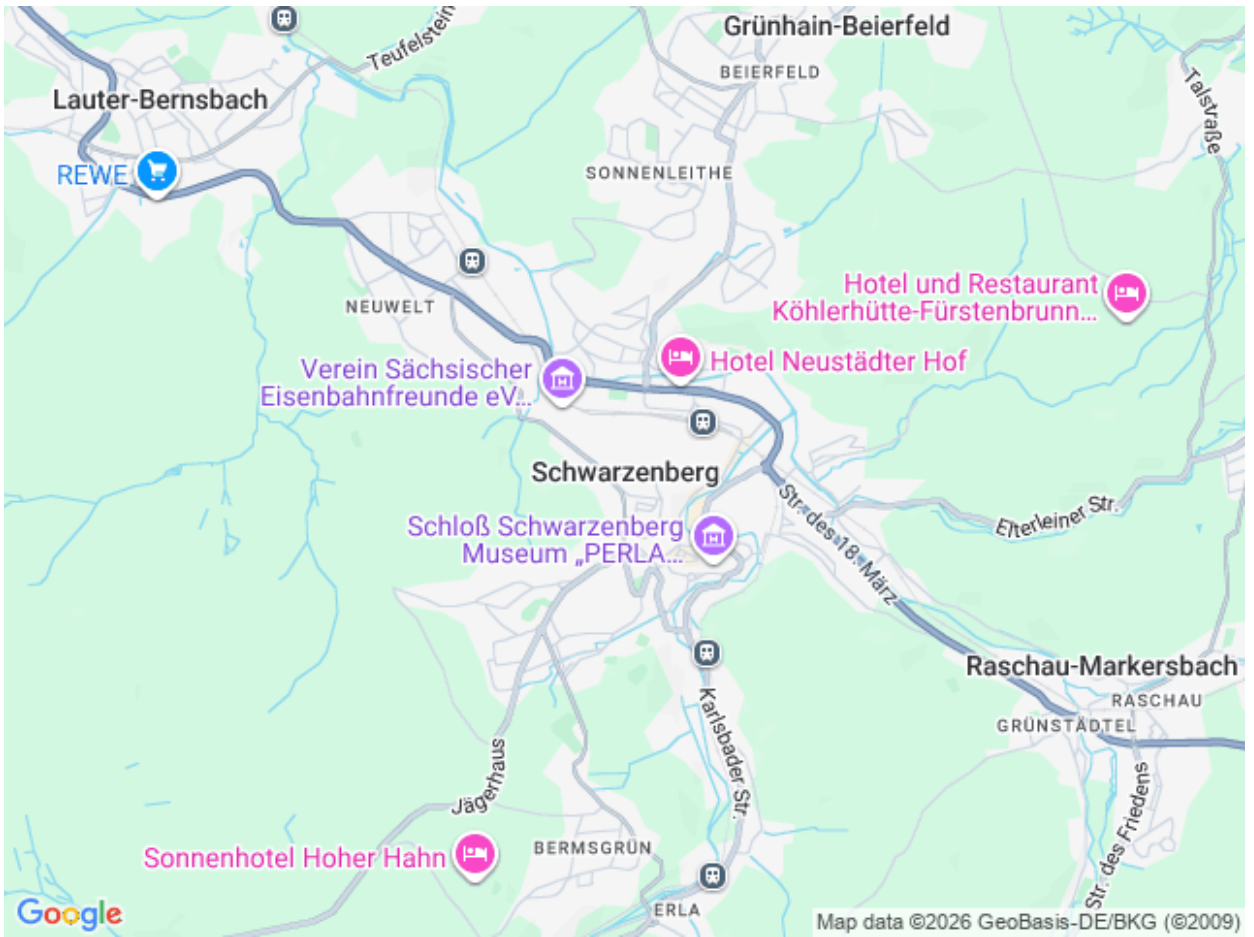 Grünhain-Beierfeld
Teufelstein
BEIERFELD
Lauter-Bernsbach
Talstraße
REWE
SONNENLEITHE
Hotel und Restaurant
Köhlerhütte-Fürstenbrunn...
NEUWELT
Verein Sächsischer
Eisenbahnfreunde eV...
Hotel Neustädter Hof
Schwarzenberg
Str. des 18. März
Elterleiner Str.
Schloß Schwarzenberg
Museum „PERLA...
Raschau-Markersbach
RASCHAU
GRÜNSTÄDTEL
Karlsbader Str.
Jägerhaus
Str. des Friedens
BERMSGRÜN
Sonnenhotel Hoher Hahn
ERLA
Google
Map data ©2026 GeoBasis-DE/BKG (©2009)